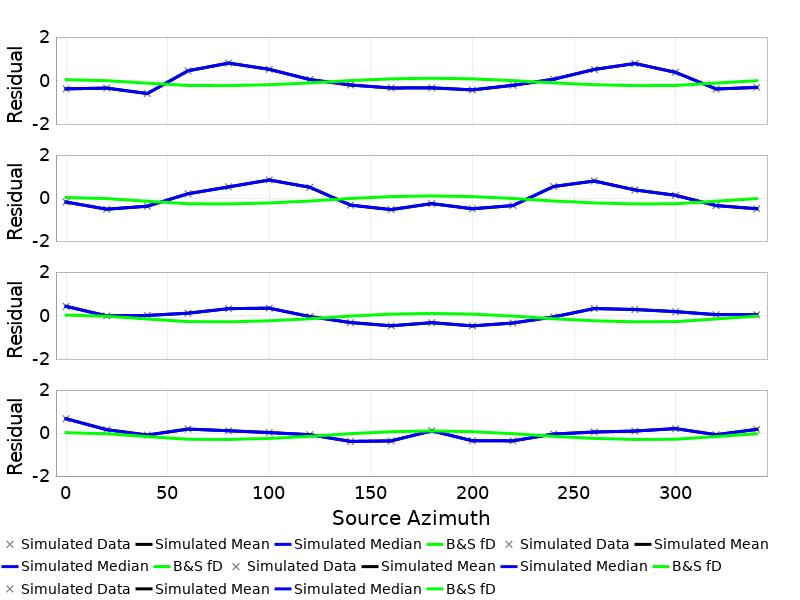 2
0
-2
Residual
2
0
-2
Residual
2
0
-2
Residual
2
0
-2
Residual
0 50 100 150 200 250 300
Source Azimuth
× Simulated Data Simulated Mean Simulated Median B&S fD × Simulated Data Simulated Mean
Simulated Median B&S fD × Simulated Data Simulated Mean Simulated Median B&S fD
× Simulated Data Simulated Mean Simulated Median B&S fD